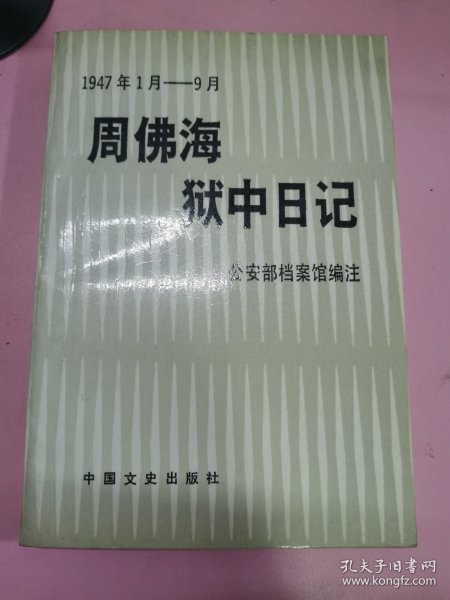 1947年1月——9月
周佛海
狱中日记
公安部档案馆编注
中国文史出版社
孔夫子旧书网
www.kongfz.com